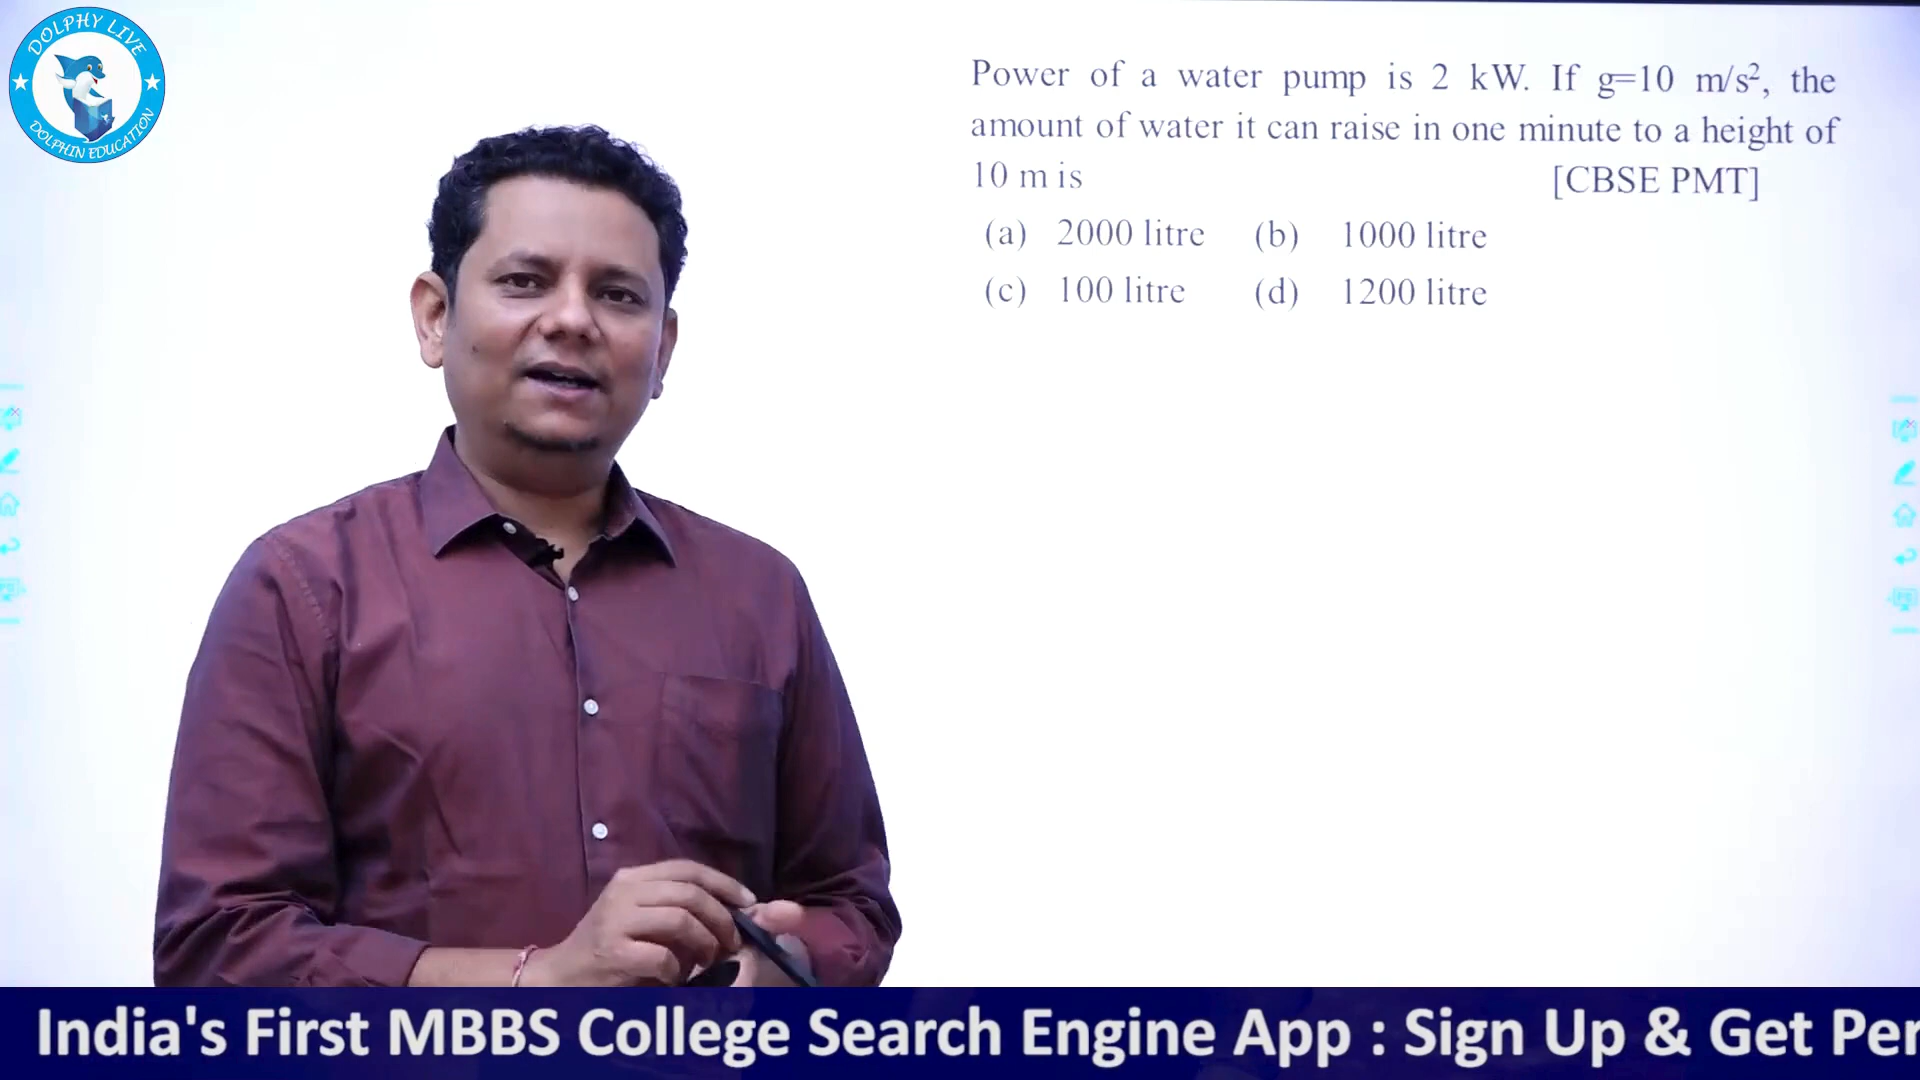 DOLPHY LIVE
DOLPHIN EDUCATION
Power of a water pump is 2 kW. If g=10 m/s², the
amount of water it can raise in one minute to a height of
10 m is [CBSE PMT]
(a) 2000 litre (b) 1000 litre
(c) 100 litre (d) 1200 litre
India's First MBBS College Search Engine App : Sign Up & Get Per